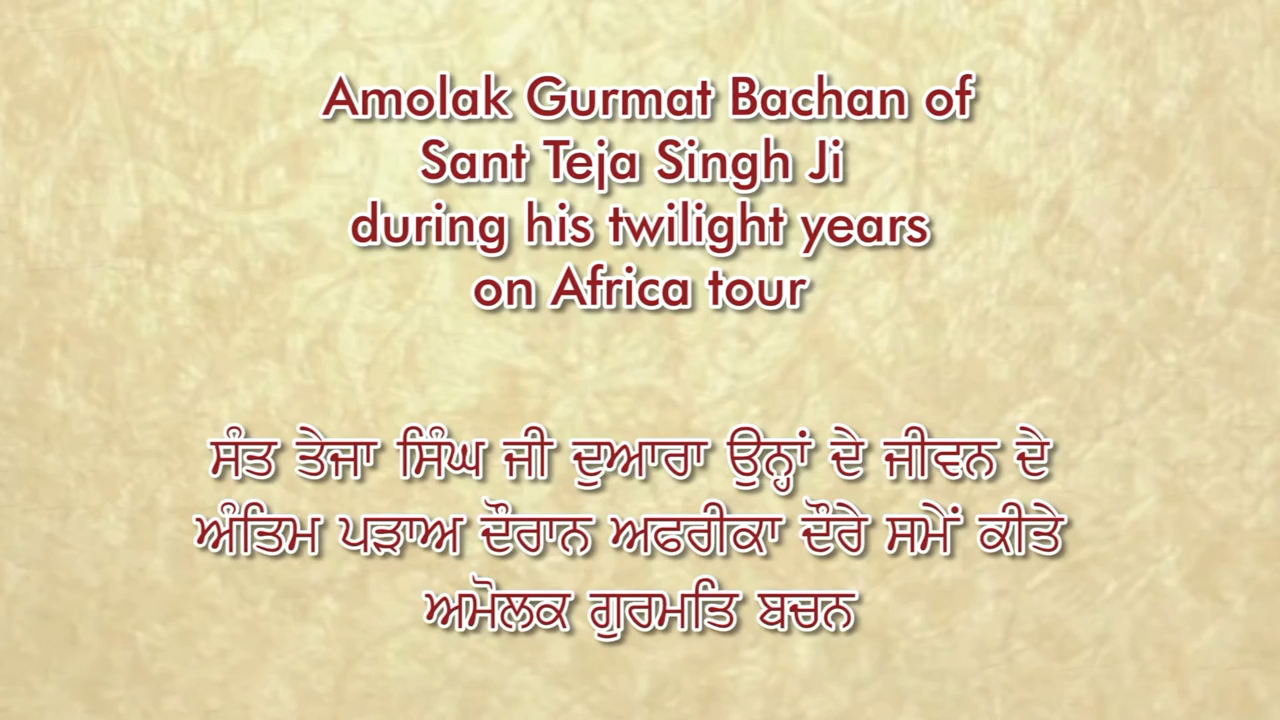 Amolak Gurmat Bachan of
Sant Teja Singh Ji
during his twilight years
on Africa tour
ਸੰਤ ਤੇਜਾ ਸਿੰਘ ਜੀ ਦੁਆਰਾ ਉਨ੍ਹਾਂ ਦੇ ਜੀਵਨ ਦੇ
ਅੰਤਿਮ ਪੜਾਅ ਦੌਰਾਨ ਅਫਰੀਕਾ ਦੌਰੇ ਸਮੇਂ ਕੀਤੇ
ਅਮੋਲਕ ਗੁਰਮਤਿ ਬਚਨ